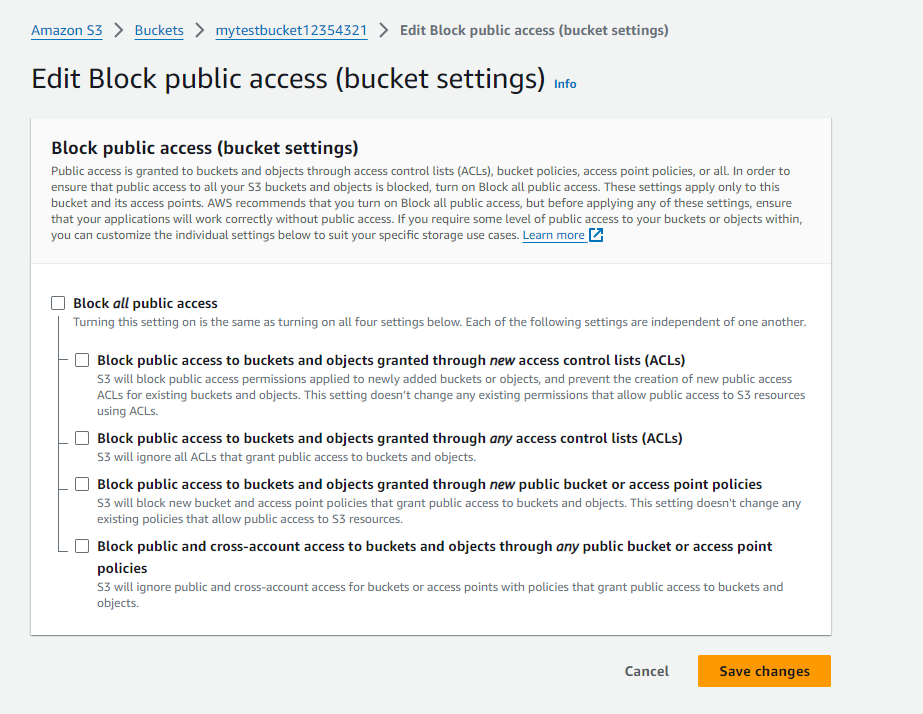 Amazon S3 > Buckets > mytestbucket12354321 > Edit Block public access (bucket settings)
Edit Block public access (bucket settings) Info
Block public access (bucket settings)
Public access is granted to buckets and objects through access control lists (ACLs), bucket policies, access point policies, or all. In order to
ensure that public access to all your S3 buckets and objects is blocked, turn on Block all public access. These settings apply only to this
bucket and its access points. AWS recommends that you turn on Block all public access, but before applying any of these settings, ensure
that your applications will work correctly without public access. If you require some level of public access to your buckets or objects within,
you can customize the individual settings below to suit your specific storage use cases. Learn more
Block all public access
Turning this setting on is the same as turning on all four settings below. Each of the following settings are independent of one another.
Block public access to buckets and objects granted through new access control lists (ACLs)
S3 will block public access permissions applied to newly added buckets or objects, and prevent the creation of new public access
ACLs for existing buckets and objects. This setting doesn't change any existing permissions that allow public access to S3 resources
using ACLs.
Block public access to buckets and objects granted through any access control lists (ACLs)
S3 will ignore all ACLs that grant public access to buckets and objects.
Block public access to buckets and objects granted through new public bucket or access point policies
S3 will block new bucket and access point policies that grant public access to buckets and objects. This setting doesn't change any
existing policies that allow public access to S3 resources.
Block public and cross-account access to buckets and objects through any public bucket or access point
policies
S3 will ignore public and cross-account access for buckets or access points with policies that grant public access to buckets and
objects.
Cancel Save changes